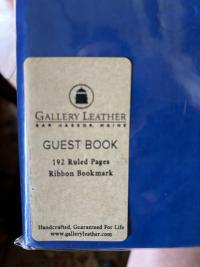 GALLERY LEATHER
BAR HARBOR, MAINE
GUEST BOOK
192 Ruled Pages
Ribbon Bookmark
Handcrafted, Guaranteed For Life
www.galleryleather.com